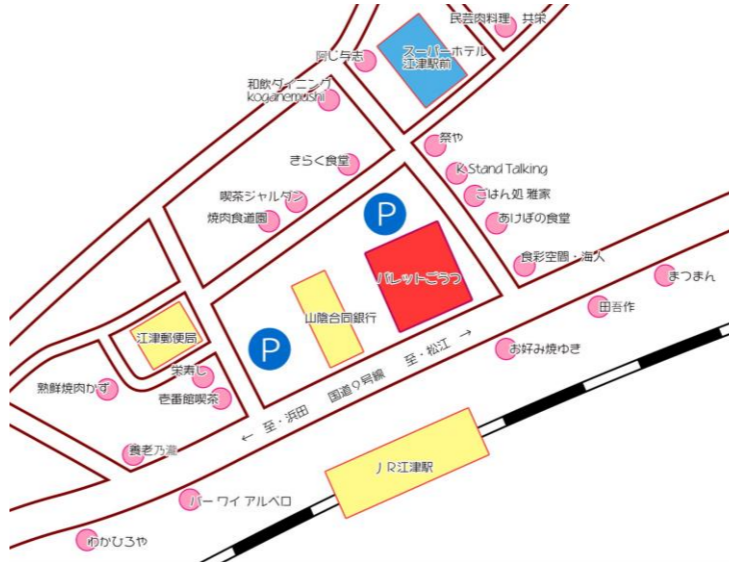 民芸肉料理 共栄
スーパーホテル
江津駅前
阿じ与志
和飲ダイニング
koganemushi
祭や
きらく食堂
K Stand Talking
ごはん処 雅家
喫茶ジャルダン
焼肉食道園
P
あけぼの食堂
食彩空間・海人
パレットごうつ
まつまん
田吾作
山陰合同銀行
江津郵便局
P
お好み焼ゆき
栄寿し
熟鮮焼肉かず
壱番館喫茶
← 至・浜田 国道9号線 至・松江 →
養老乃瀧
JR江津駅
バー ワイ アルベロ
わかひろや